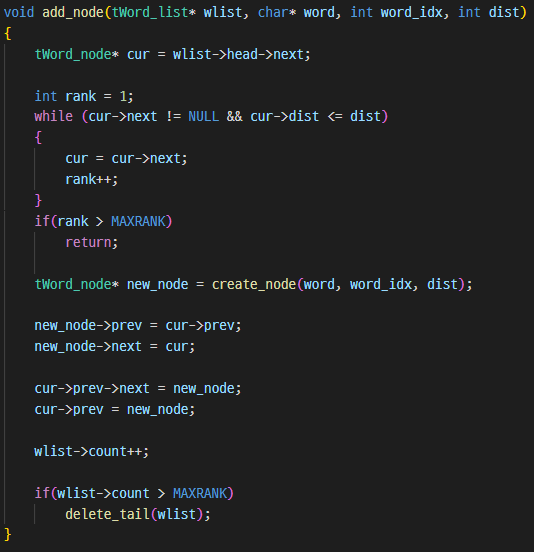 void add_node(tWord_list* wlist, char* word, int word_idx, int dist)
{
    tWord_node* cur = wlist->head->next;

    int rank = 1;
    while (cur->next != NULL && cur->dist <= dist)
    {
        cur = cur->next;
        rank++;
    }
    if(rank > MAXRANK)
        return;

    tWord_node* new_node = create_node(word, word_idx, dist);

    new_node->prev = cur->prev;
    new_node->next = cur;

    cur->prev->next = new_node;
    cur->prev = new_node;

    wlist->count++;

    if(wlist->count > MAXRANK)
        delete_tail(wlist);
}